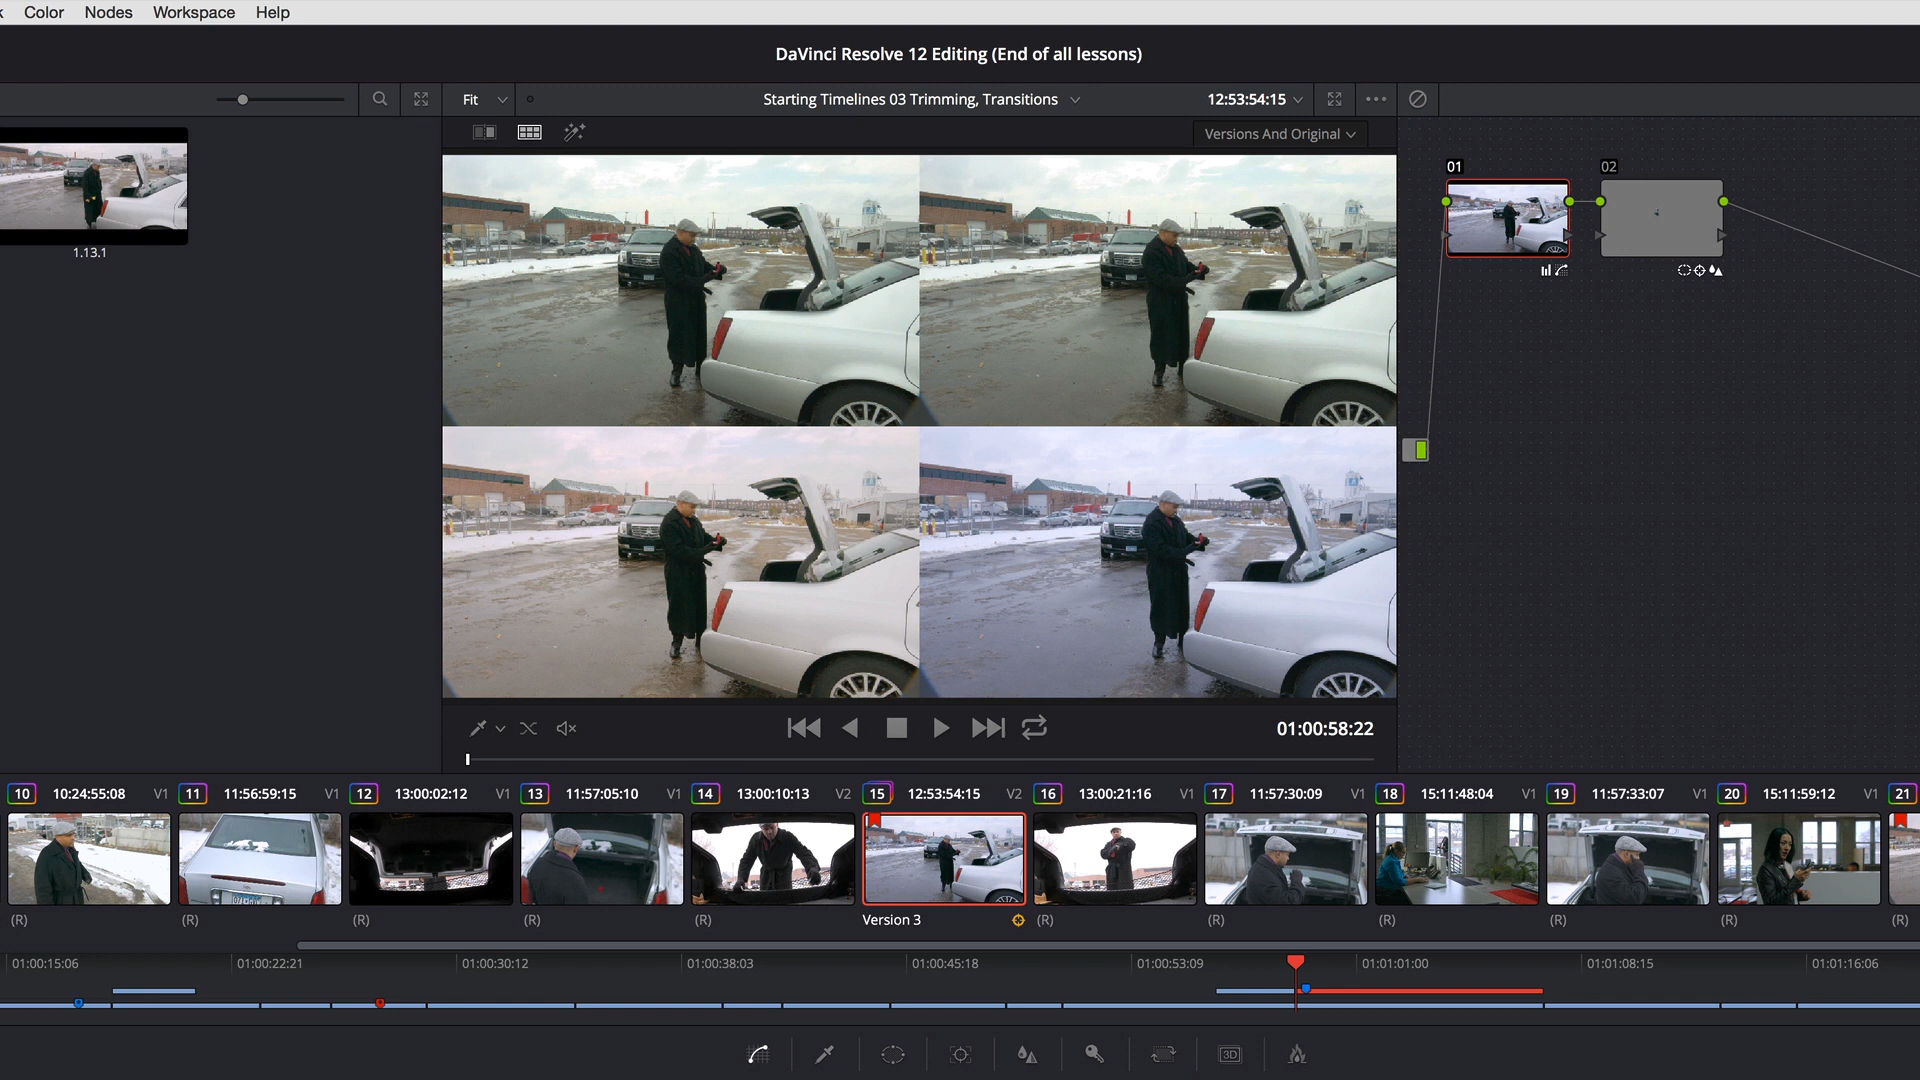 Color Nodes Workspace Help
DaVinci Resolve 12 Editing (End of all lessons)
Fit Starting Timelines 03 Trimming, Transitions 12:53:54:15
Versions And Original
01 02
1.13.1
01:00:58:22
10 10:24:55:08 V1 11 11:56:59:15 V1 12 13:00:02:12 V1 13 11:57:05:10 V1 14 13:00:10:13 V2 15 12:53:54:15 V2 16 13:00:21:16 V1 17 11:57:30:09 V1 18 15:11:48:04 V1 19 11:57:33:07 V1 20 15:11:59:12 V1 21
(R) (R) (R) (R) (R) Version 3 (R) (R) (R) (R) (R) (R)
01:00:15:06 01:00:22:21 01:00:30:12 01:00:38:03 01:00:45:18 01:00:53:09 01:01:01:00 01:01:08:15 01:01:16:06
3D